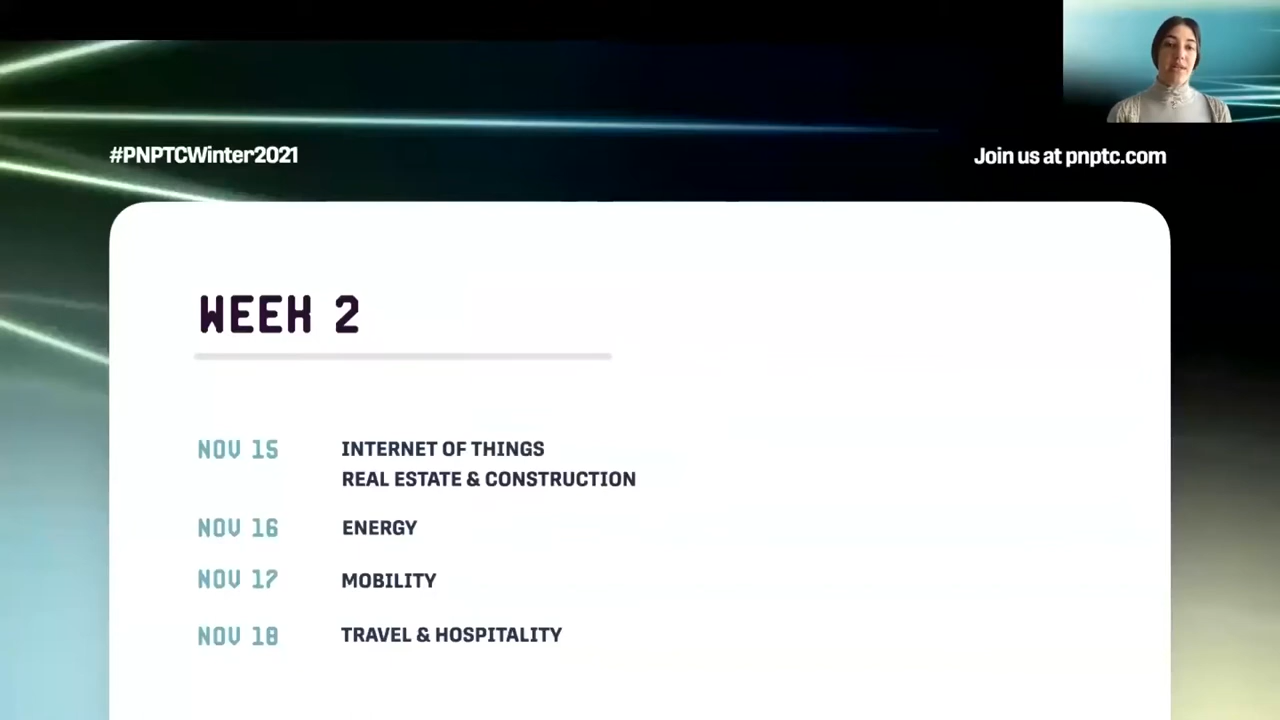 #PNPTCWinter2021
Join us at pnptc.com
WEEK 2
NOV 15 INTERNET OF THINGS
REAL ESTATE & CONSTRUCTION
NOV 16 ENERGY
NOV 17 MOBILITY
NOV 18 TRAVEL & HOSPITALITY